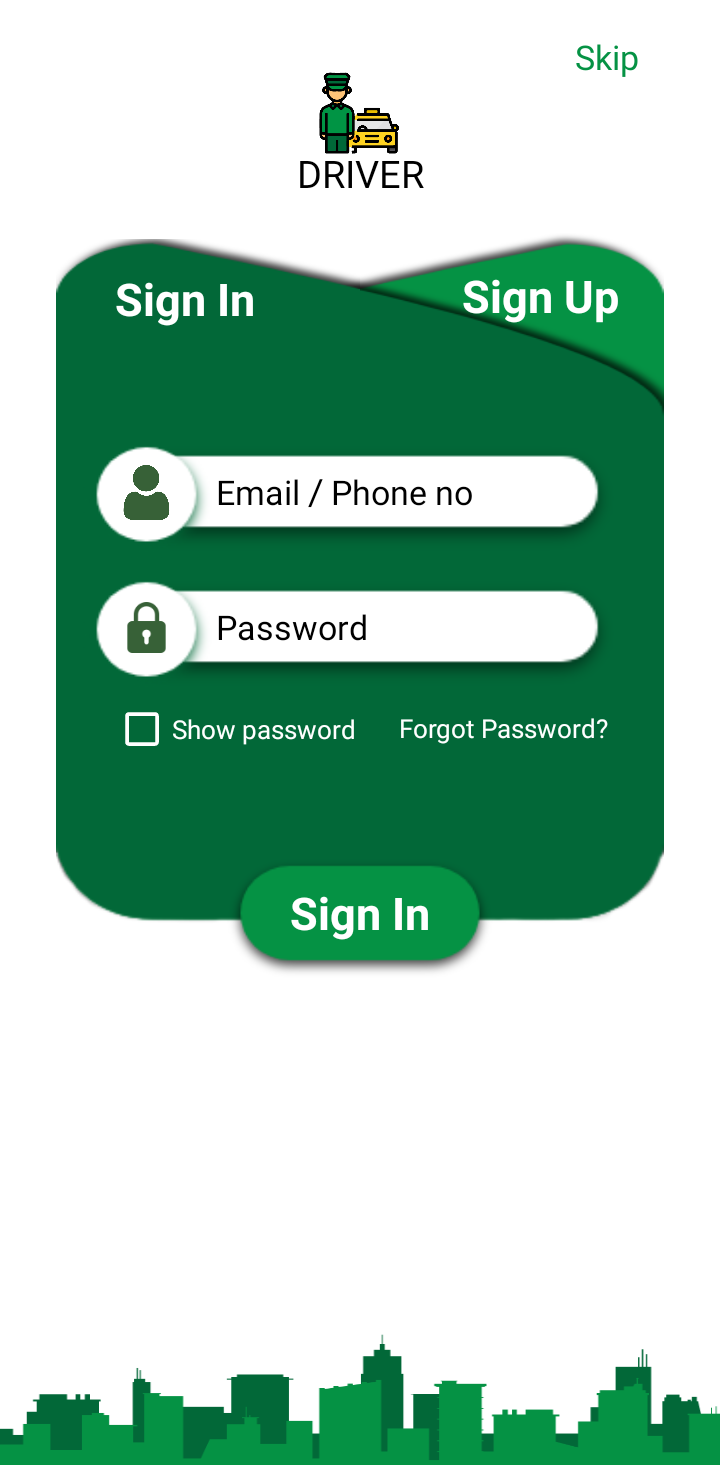 Skip
DRIVER
Sign In
Sign Up
Email / Phone no
Password
Show password
Forgot Password?
Sign In